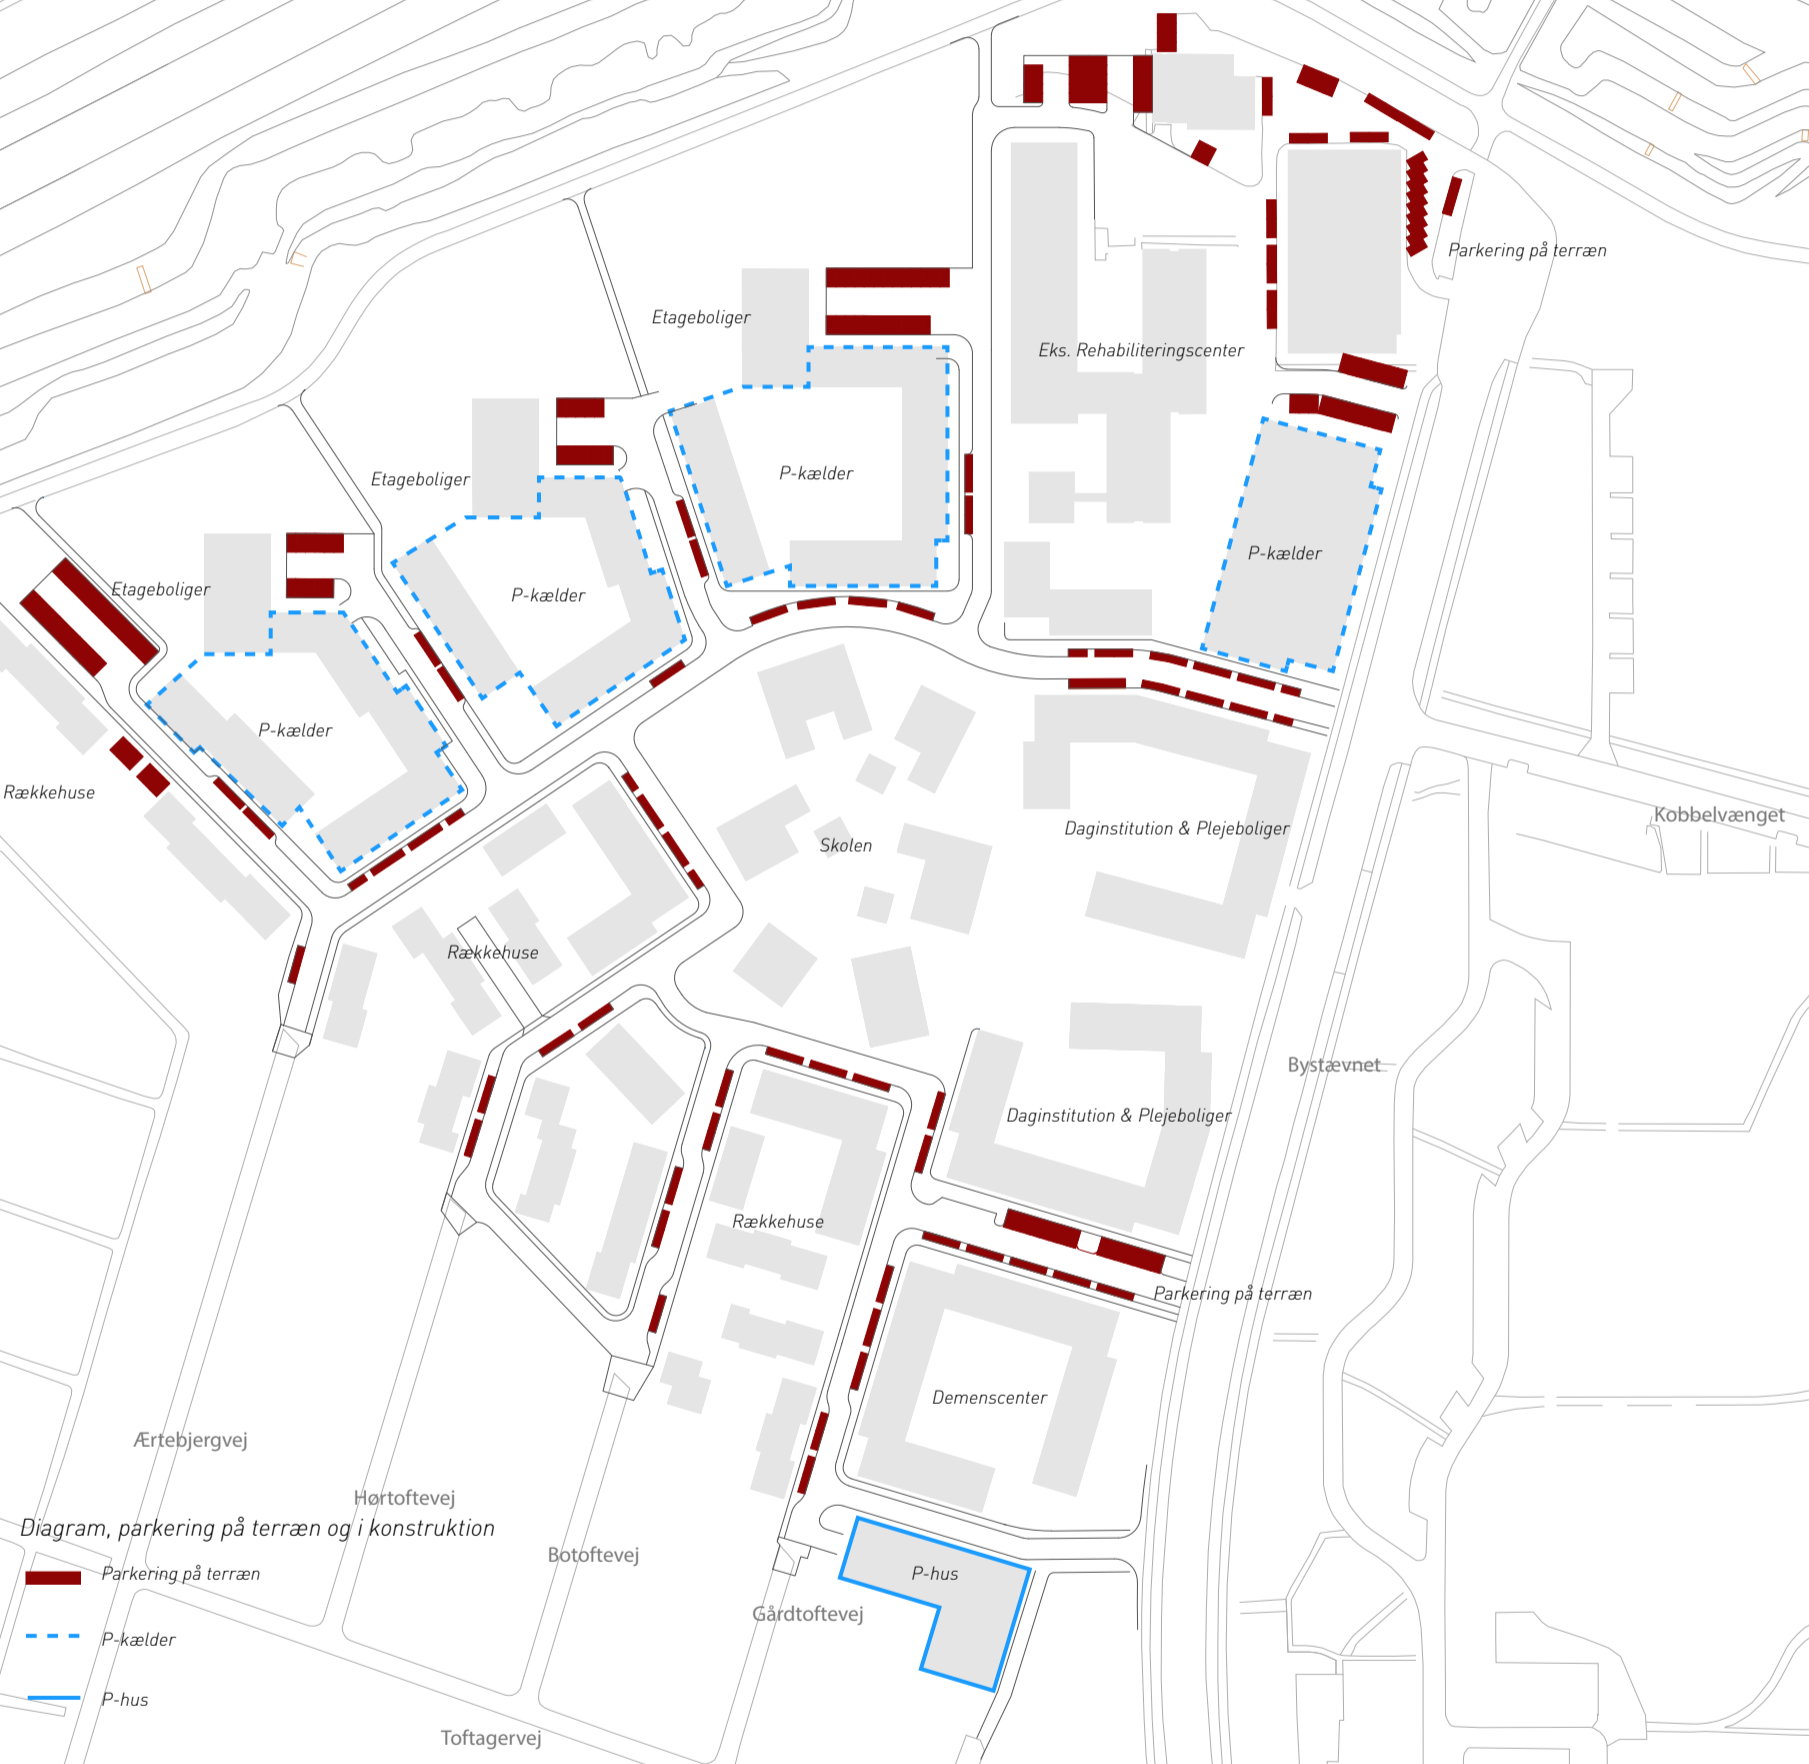 Parkering på terræn
Etageboliger
Eks. Rehabiliteringscenter
P-kælder
Etageboliger
P-kælder
Etageboliger
P-kælder
P-kælder
Rækkehuse
Kobbelvænget
Daginstitution & Plejeboliger
Skolen
Rækkehuse
Bystævnet
Daginstitution & Plejeboliger
Rækkehuse
Parkering på terræn
Demenscenter
Ærtebjergvej
Hørtoftevej
Botoftevej
P-hus
Gårdtoftevej
Toftagervej
Diagram, parkering på terræn og i konstruktion
Parkering på terræn
P-kælder
P-hus